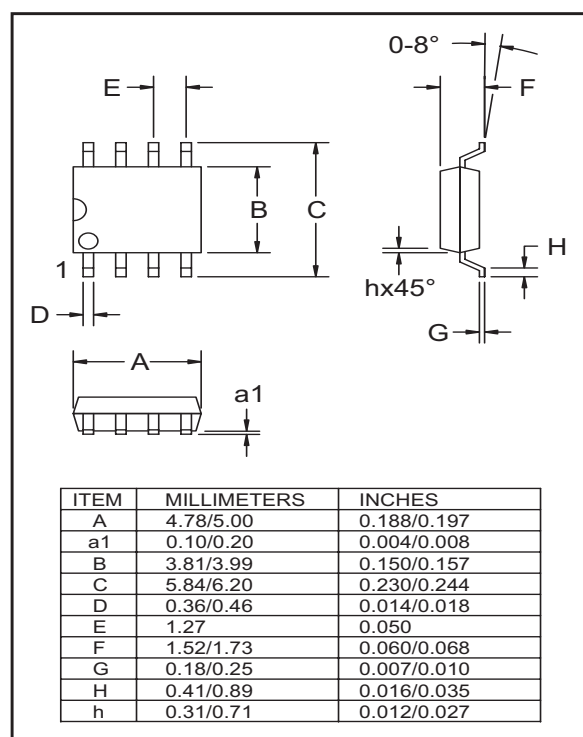 0-8°
E
F
B
C
H
1
hx45°
D
G
A
a1
ITEM MILLIMETERS INCHES
A 4.78/5.00 0.188/0.197
a1 0.10/0.20 0.004/0.008
B 3.81/3.99 0.150/0.157
C 5.84/6.20 0.230/0.244
D 0.36/0.46 0.014/0.018
E 1.27 0.050
F 1.52/1.73 0.060/0.068
G 0.18/0.25 0.007/0.010
H 0.41/0.89 0.016/0.035
h 0.31/0.71 0.012/0.027